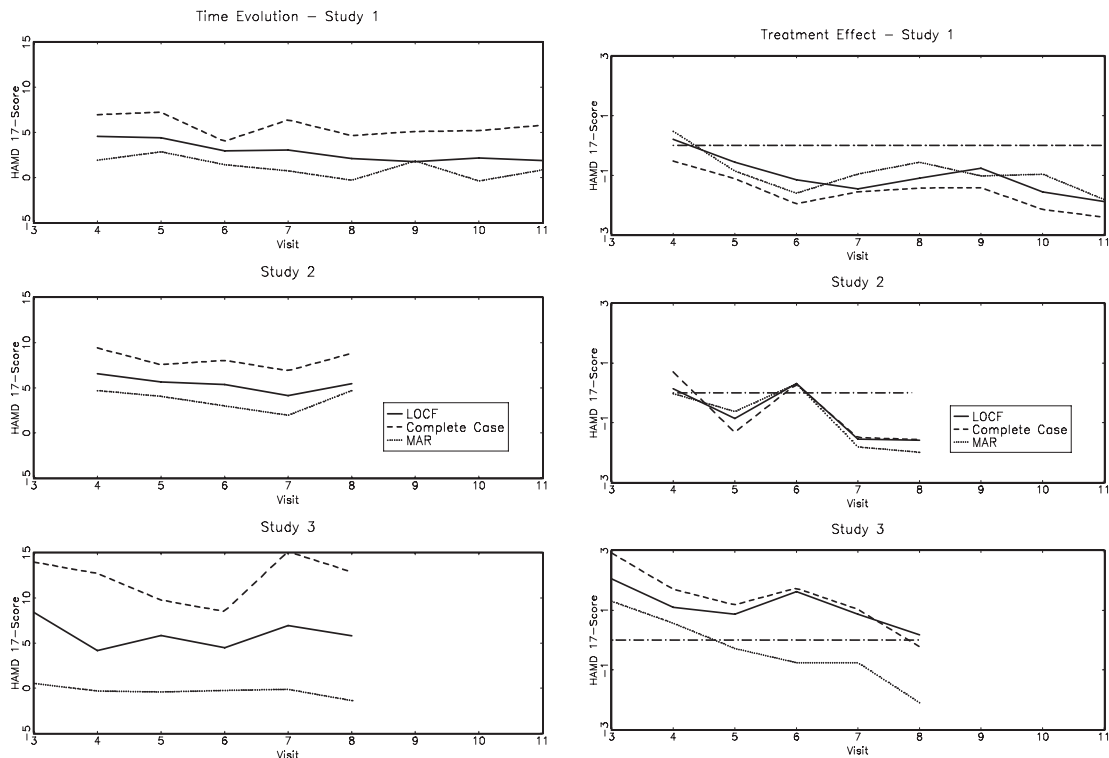 Time Evolution – Study 1
HAMD 17–Score
15
10
5
0
−5
3 4 5 6 7 8 9 10 11
Visit
Study 2
HAMD 17–Score
15
10
5
0
−5
LOCF
Complete Case
MAR
3 4 5 6 7 8 9 10 11
Visit
Study 3
HAMD 17–Score
15
10
5
0
−5
3 4 5 6 7 8 9 10 11
Visit
Treatment Effect – Study 1
HAMD 17–Score
3
1
−1
−3
3 4 5 6 7 8 9 10 11
Visit
Study 2
HAMD 17–Score
3
1
−1
−3
LOCF
Complete Case
MAR
3 4 5 6 7 8 9 10 11
Visit
Study 3
HAMD 17–Score
3
1
−1
−3
3 4 5 6 7 8 9 10 11
Visit